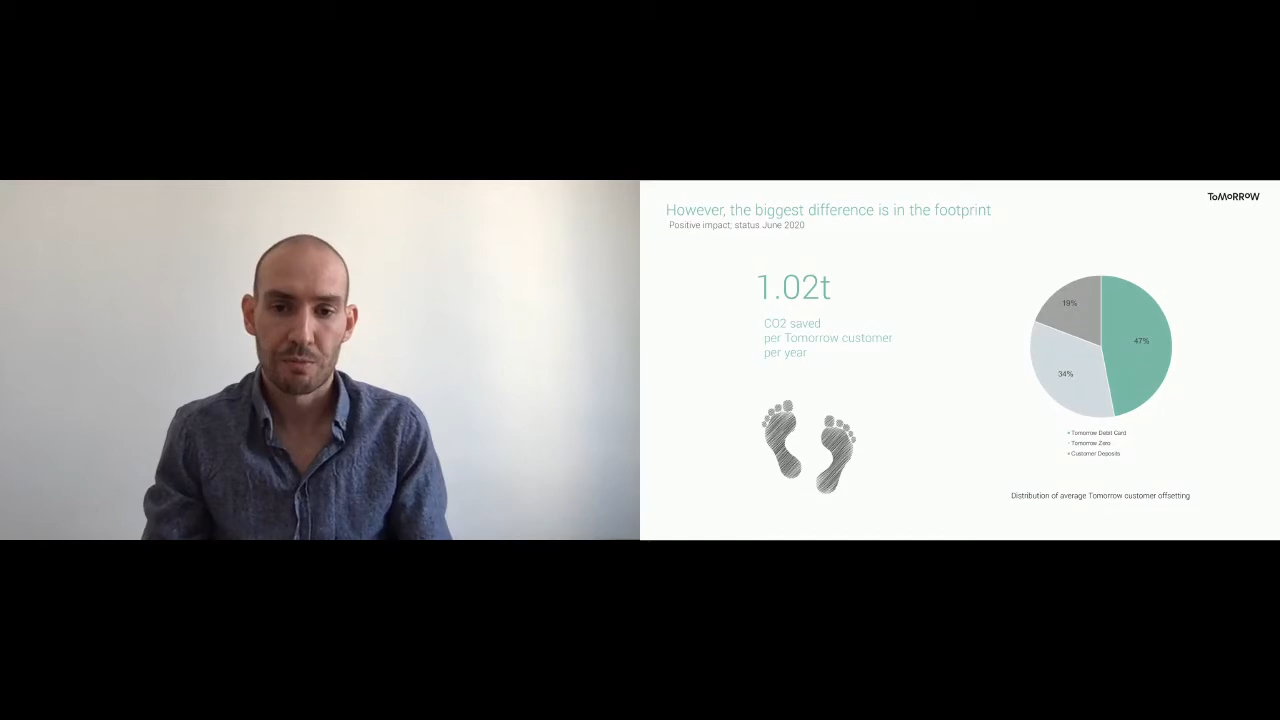 ToMoRRoW
However, the biggest difference is in the footprint
Positive impact; status June 2020
1.02t
CO2 saved
per Tomorrow customer
per year
19%
47%
34%
Tomorrow Debit Card
Tomorrow Zero
Customer Deposits
Distribution of average Tomorrow customer offsetting